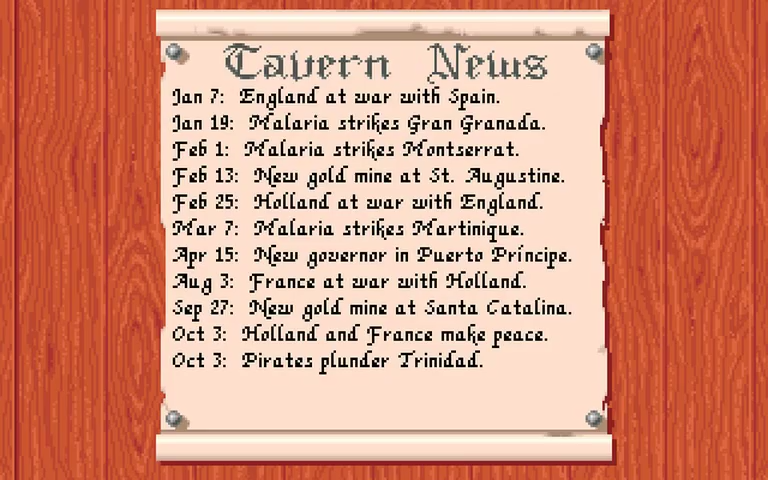 Tavern News
Jan 7: England at war with Spain.
Jan 19: Malaria strikes Gran Granada.
Feb 1: Malaria strikes Montserrat.
Feb 13: New gold mine at St. Augustine.
Feb 25: Holland at war with England.
Mar 7: Malaria strikes Martinique.
Apr 15: New governor in Puerto Príncipe.
Aug 3: France at war with Holland.
Sep 27: New gold mine at Santa Catalina.
Oct 3: Holland and France make peace.
Oct 3: Pirates plunder Trinidad.